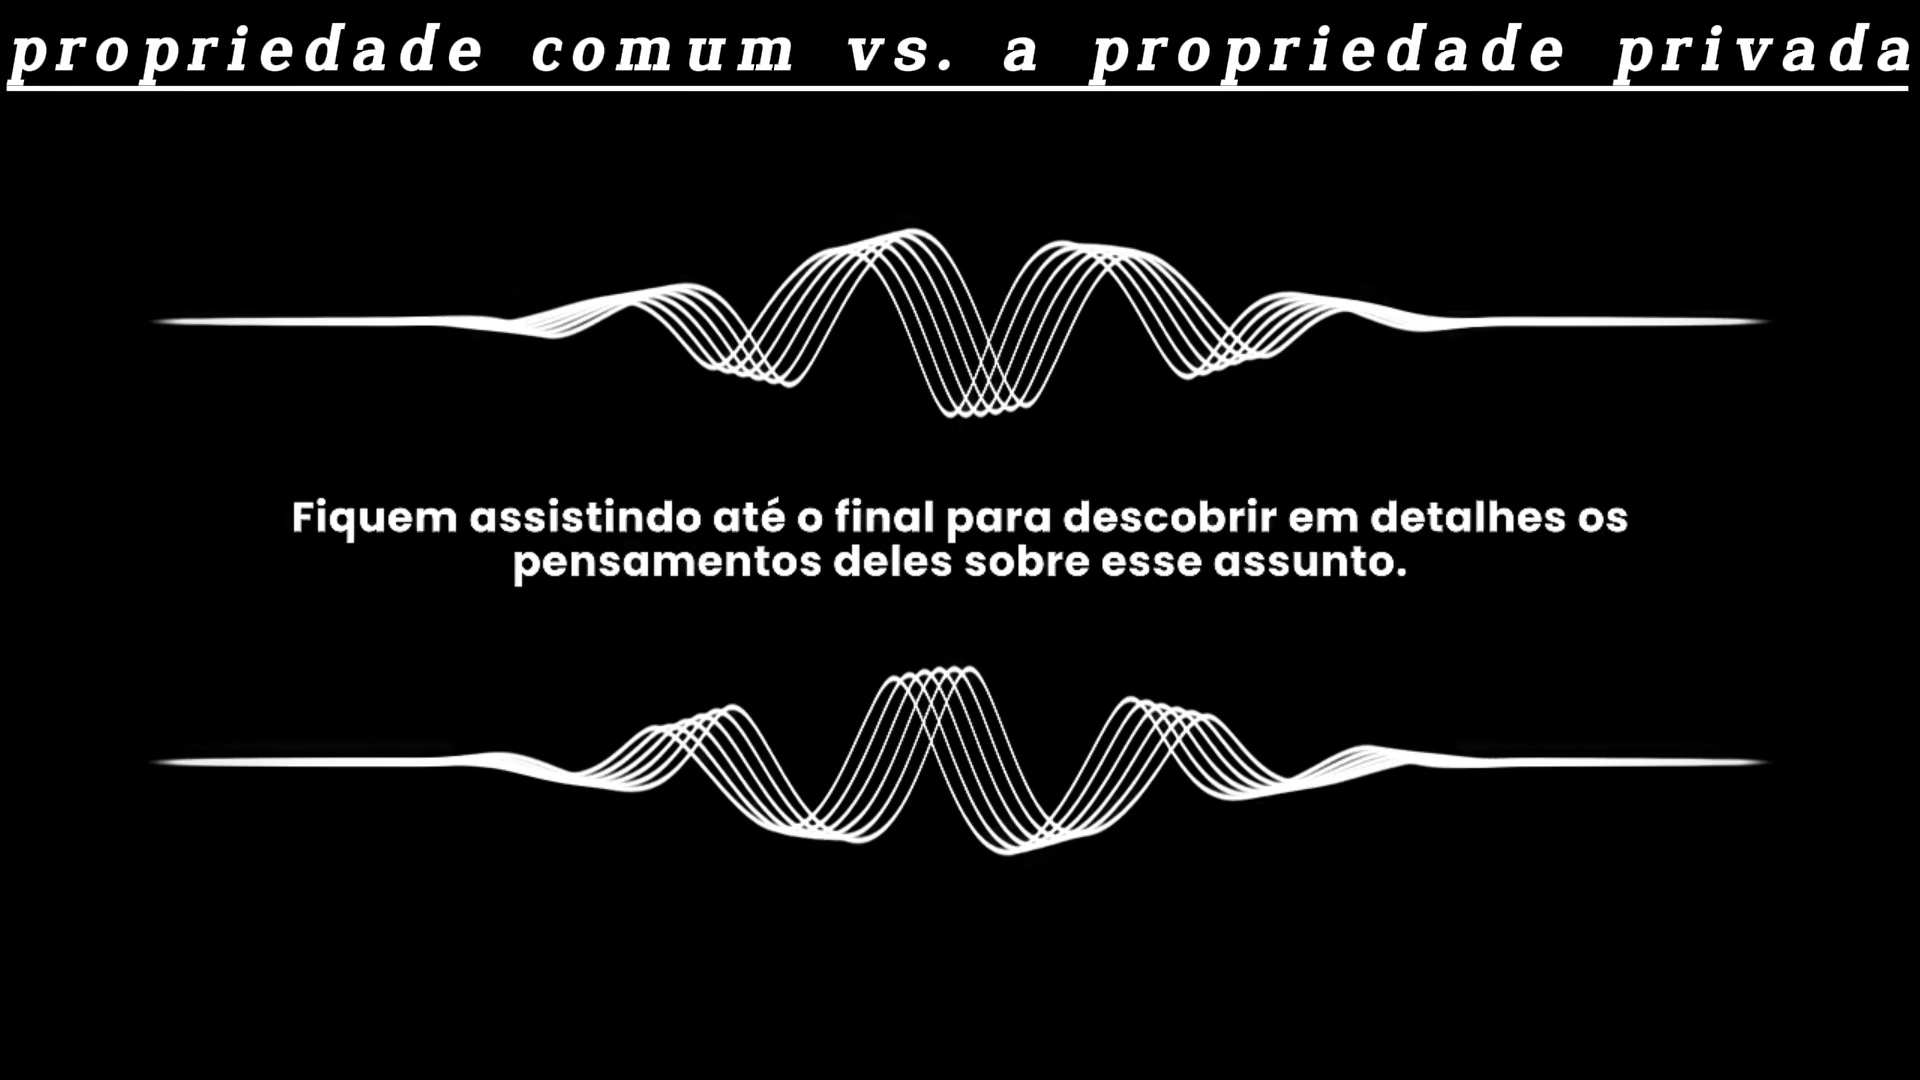 propriedade comum vs. a propriedade privada
Fiquem assistindo até o final para descobrir em detalhes os
pensamentos deles sobre esse assunto.